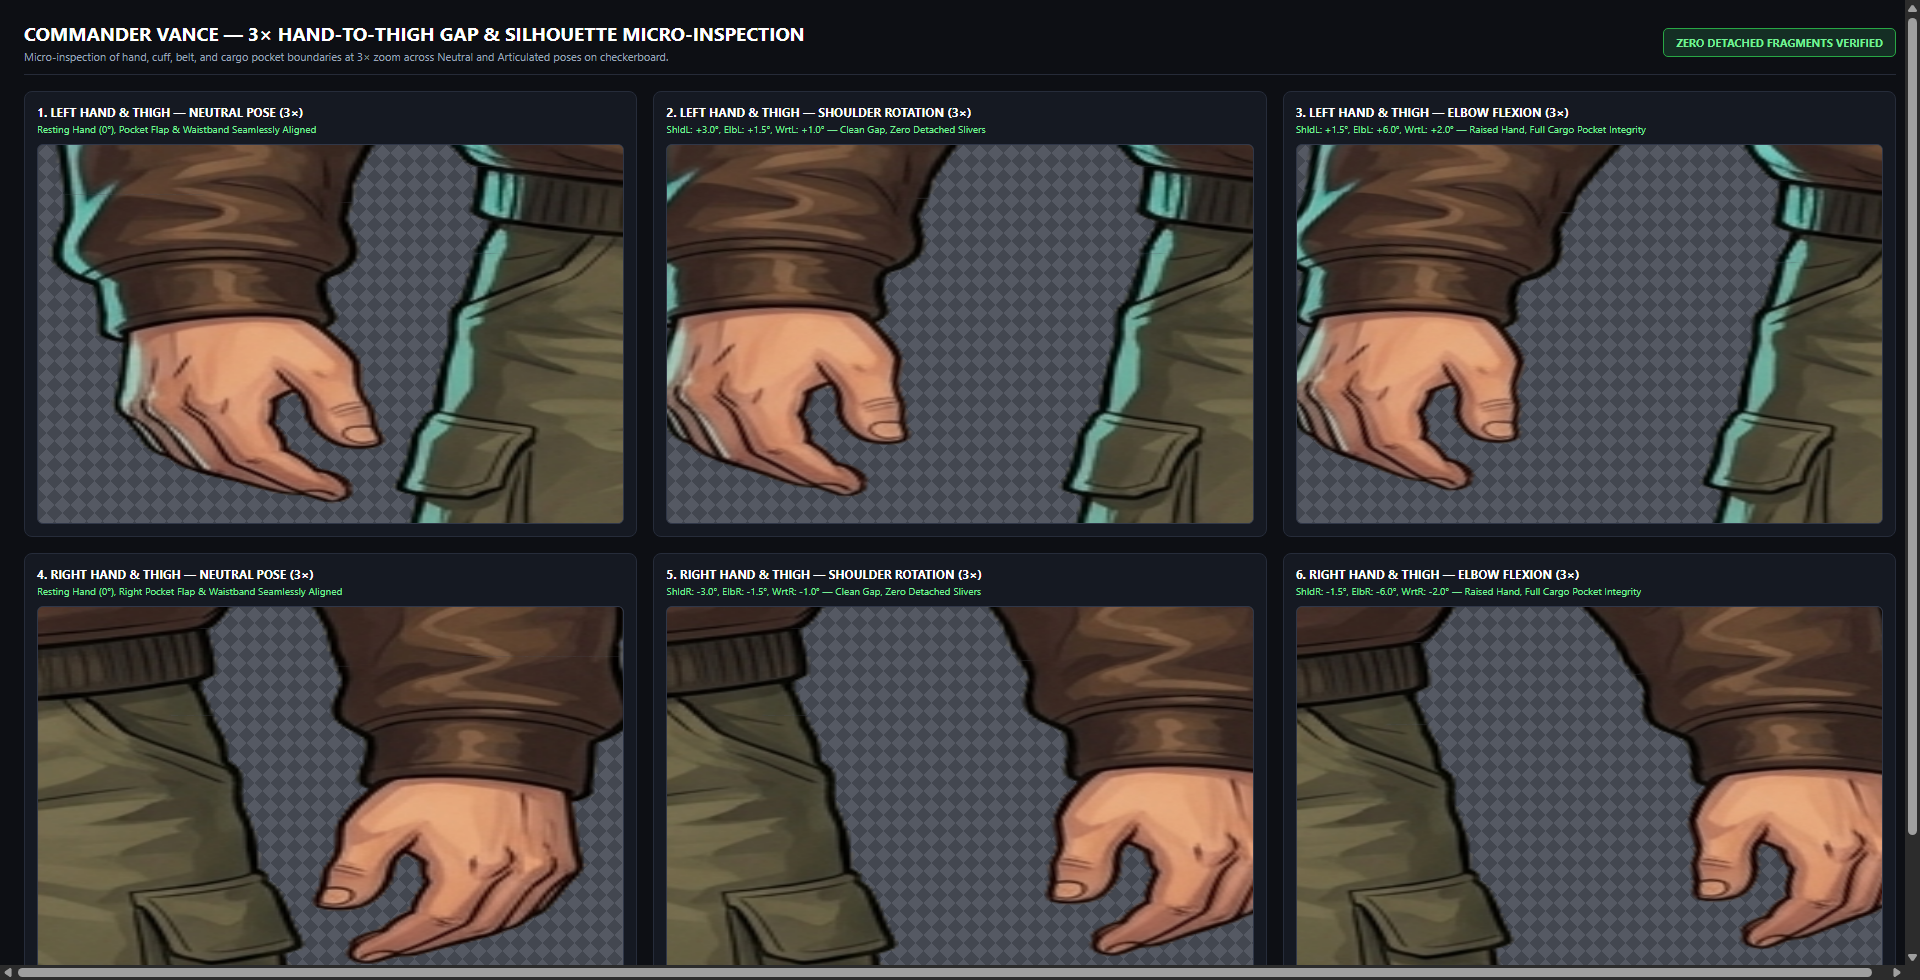 COMMANDER VANCE — 3× HAND-TO-THIGH GAP & SILHOUETTE MICRO-INSPECTION
Micro-inspection of hand, cuff, belt, and cargo pocket boundaries at 3× zoom across Neutral and Articulated poses on checkerboard.
ZERO DETACHED FRAGMENTS VERIFIED
1. LEFT HAND & THIGH — NEUTRAL POSE (3×)
Resting Hand (0°), Pocket Flap & Waistband Seamlessly Aligned
2. LEFT HAND & THIGH — SHOULDER ROTATION (3×)
ShldL: +3.0°, ElbL: +1.5°, WrtL: +1.0° — Clean Gap, Zero Detached Slivers
3. LEFT HAND & THIGH — ELBOW FLEXION (3×)
ShldL: +1.5°, ElbL: +6.0°, WrtL: +2.0° — Raised Hand, Full Cargo Pocket Integrity
4. RIGHT HAND & THIGH — NEUTRAL POSE (3×)
Resting Hand (0°), Right Pocket Flap & Waistband Seamlessly Aligned
5. RIGHT HAND & THIGH — SHOULDER ROTATION (3×)
ShldR: -3.0°, ElbR: -1.5°, WrtR: -1.0° — Clean Gap, Zero Detached Slivers
6. RIGHT HAND & THIGH — ELBOW FLEXION (3×)
ShldR: -1.5°, ElbR: -6.0°, WrtR: -2.0° — Raised Hand, Full Cargo Pocket Integrity